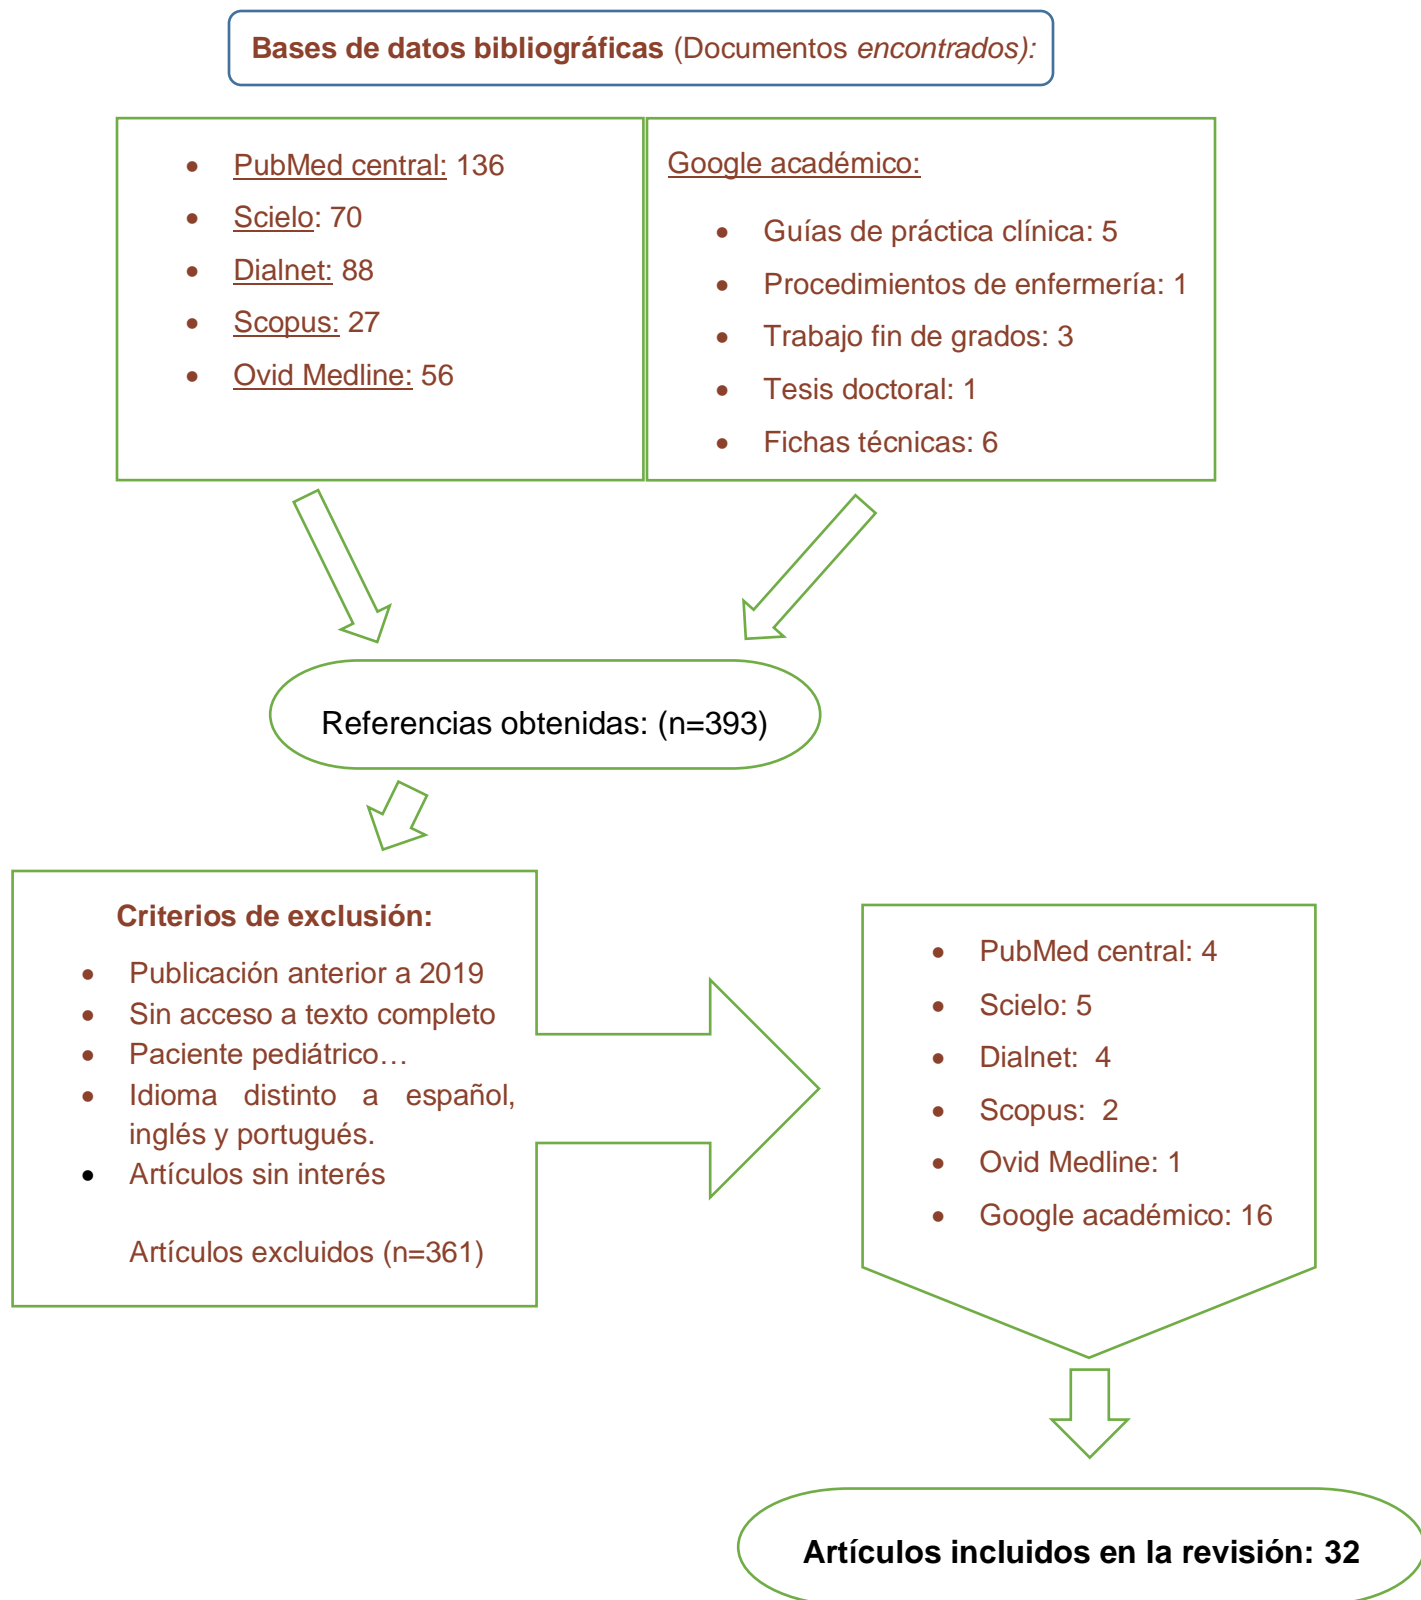 Bases de datos bibliográficas (Documentos encontrados):
• PubMed central: 136
• Scielo: 70
• Dialnet: 88
• Scopus: 27
• Ovid Medline: 56
Google académico:
• Guías de práctica clínica: 5
• Procedimientos de enfermería: 1
• Trabajo fin de grados: 3
• Tesis doctoral: 1
• Fichas técnicas: 6
Referencias obtenidas: (n=393)
Criterios de exclusión:
• Publicación anterior a 2019
• Sin acceso a texto completo
• Paciente pediátrico…
• Idioma distinto a español,
inglés y portugués.
• Artículos sin interés
Artículos excluidos (n=361)
• PubMed central: 4
• Scielo: 5
• Dialnet: 4
• Scopus: 2
• Ovid Medline: 1
• Google académico: 16
Artículos incluidos en la revisión: 32